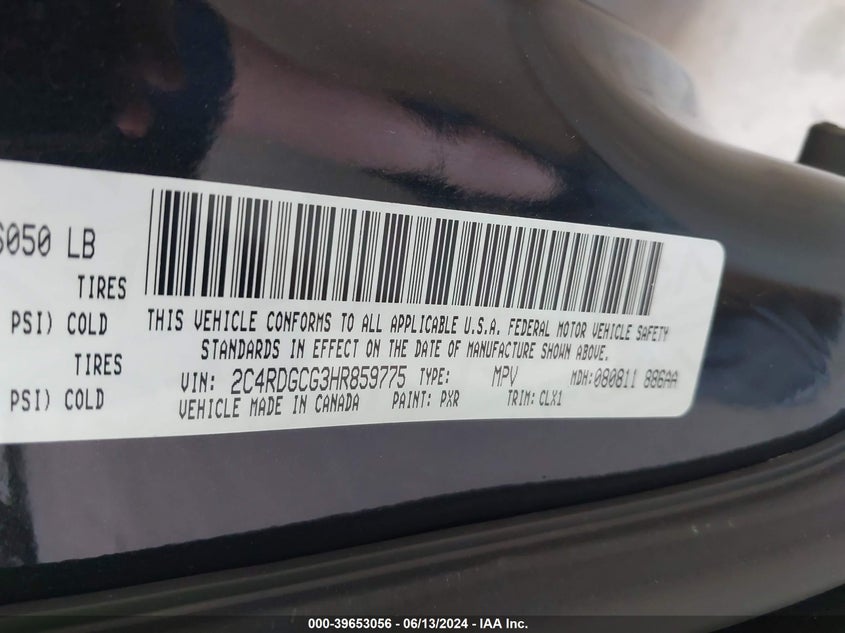 6050 LB
TIRES
PSI) COLD
TIRES
PSI) COLD
THIS VEHICLE CONFORMS TO ALL APPLICABLE U.S.A. FEDERAL MOTOR VEHICLE SAFETY
STANDARDS IN EFFECT ON THE DATE OF MANUFACTURE SHOWN ABOVE.
VIN: 2C4RDGCG3HR859775 TYPE: MPV MDH:080811 886AA
VEHICLE MADE IN CANADA PAINT: PXR TRIM: CLX1
000-39653056 - 06/13/2024 - IAA Inc.